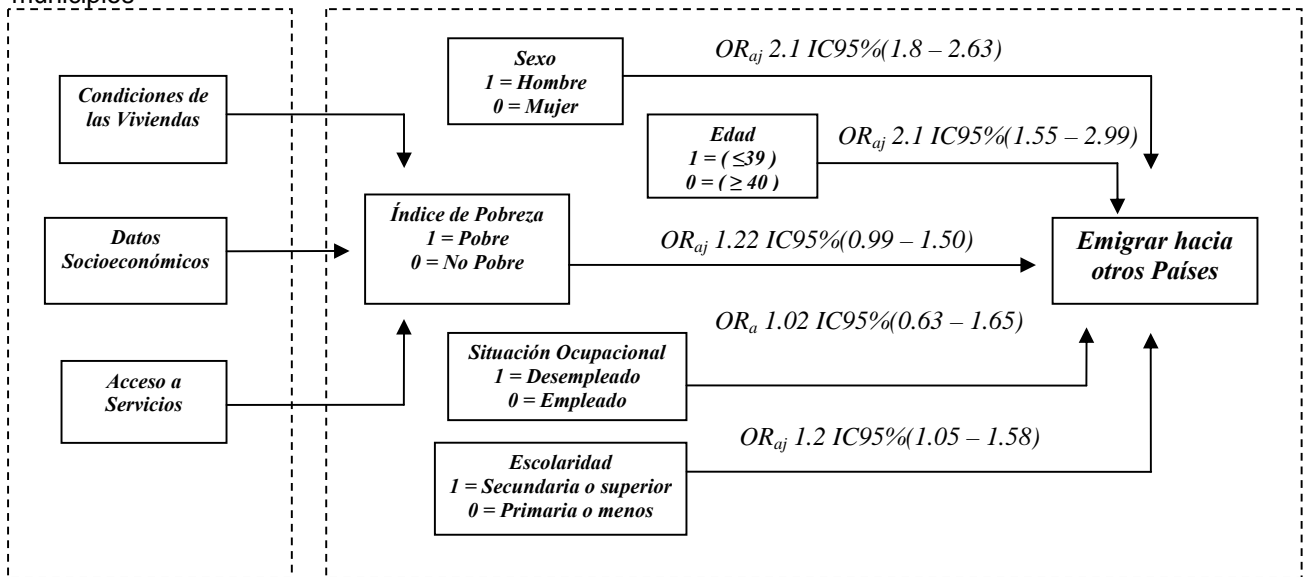 municipios
Condiciones de
las Viviendas
Datos
Socioeconómicos
Acceso a
Servicios
Sexo
1 = Hombre
0 = Mujer
ORaj 2.1 IC95%(1.8 – 2.63)
Edad
1 = ( ≤39 )
0 = ( ≥ 40 )
ORaj 2.1 IC95%(1.55 – 2.99)
Índice de Pobreza
1 = Pobre
0 = No Pobre
ORaj 1.22 IC95%(0.99 – 1.50)
Emigrar hacia
otros Países
Situación Ocupacional
1 = Desempleado
0 = Empleado
ORa 1.02 IC95%(0.63 – 1.65)
Escolaridad
1 = Secundaria o superior
0 = Primaria o menos
ORaj 1.2 IC95%(1.05 – 1.58)